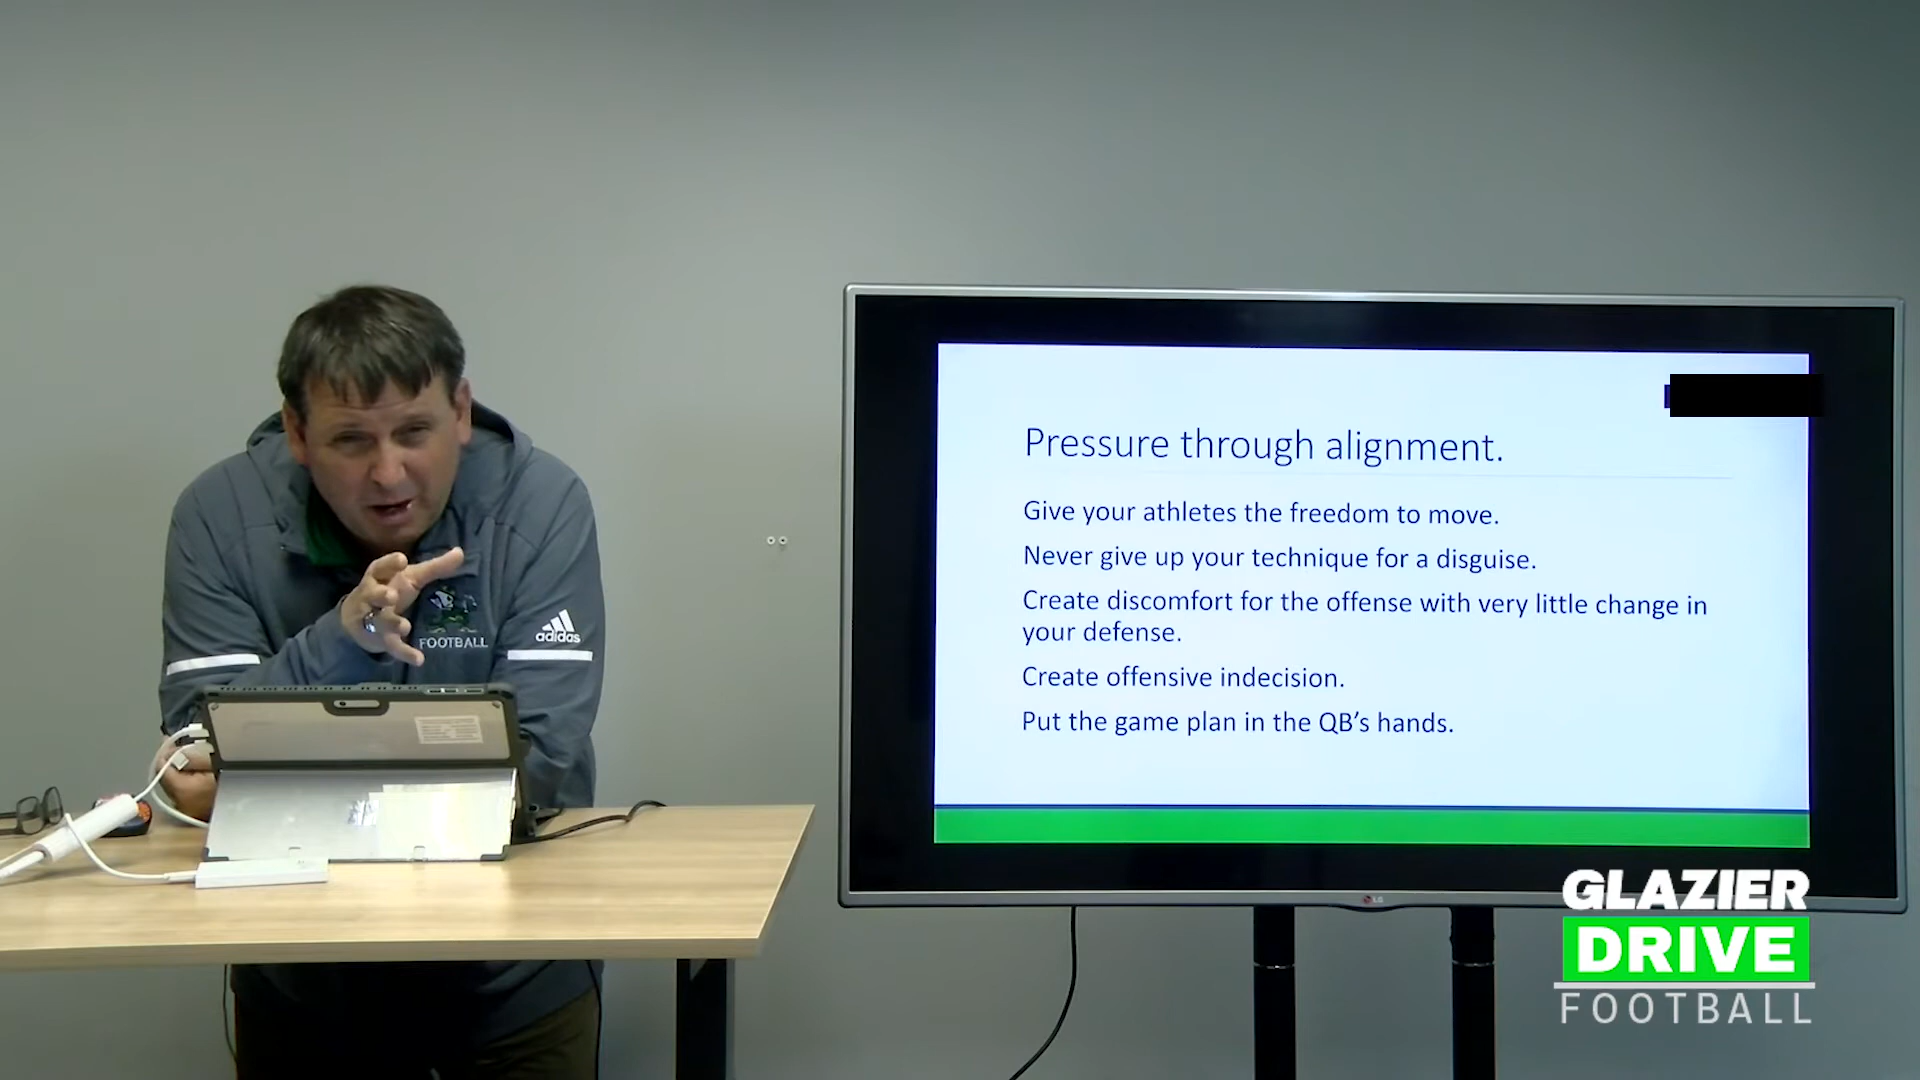 Pressure through alignment.
Give your athletes the freedom to move.
Never give up your technique for a disguise.
Create discomfort for the offense with very little change in
your defense.
Create offensive indecision.
Put the game plan in the QB's hands.
FOOTBALL
adidas
LG
GLAZIER
DRIVE
FOOTBALL